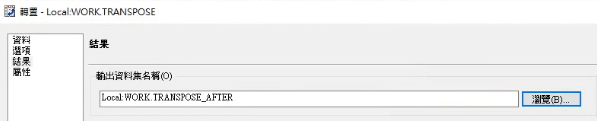 轉置 - Local:WORK.TRANSPOSE
資料
選項
結果
屬性
結果
輸出資料集名稱(O)
Local:WORK.TRANSPOSE_AFTER
瀏覽(B)...